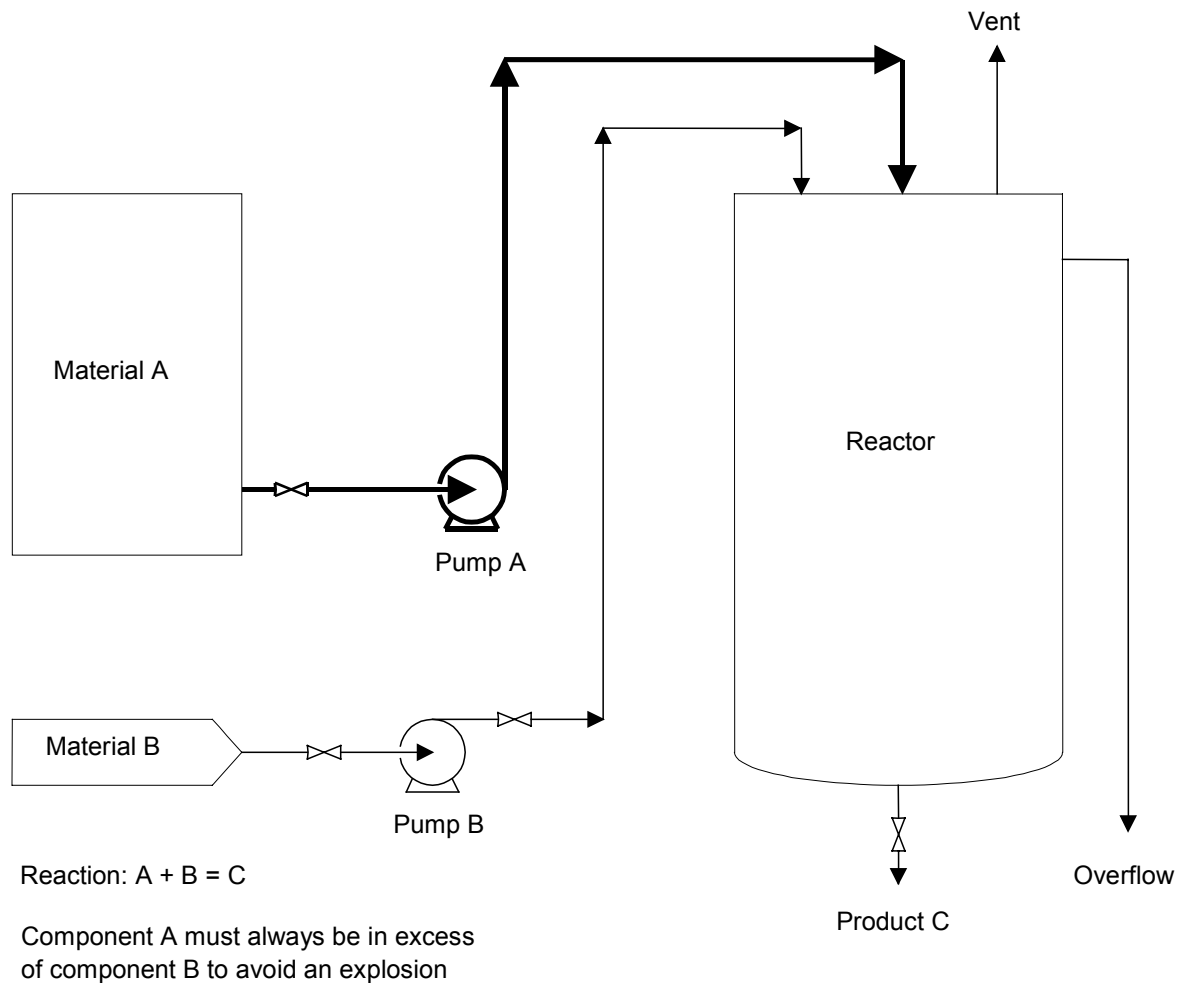 Vent
Material A
Reactor
Pump A
Material B
Pump B
Reaction: A + B = C
Overflow
Product C
Component A must always be in excess
of component B to avoid an explosion